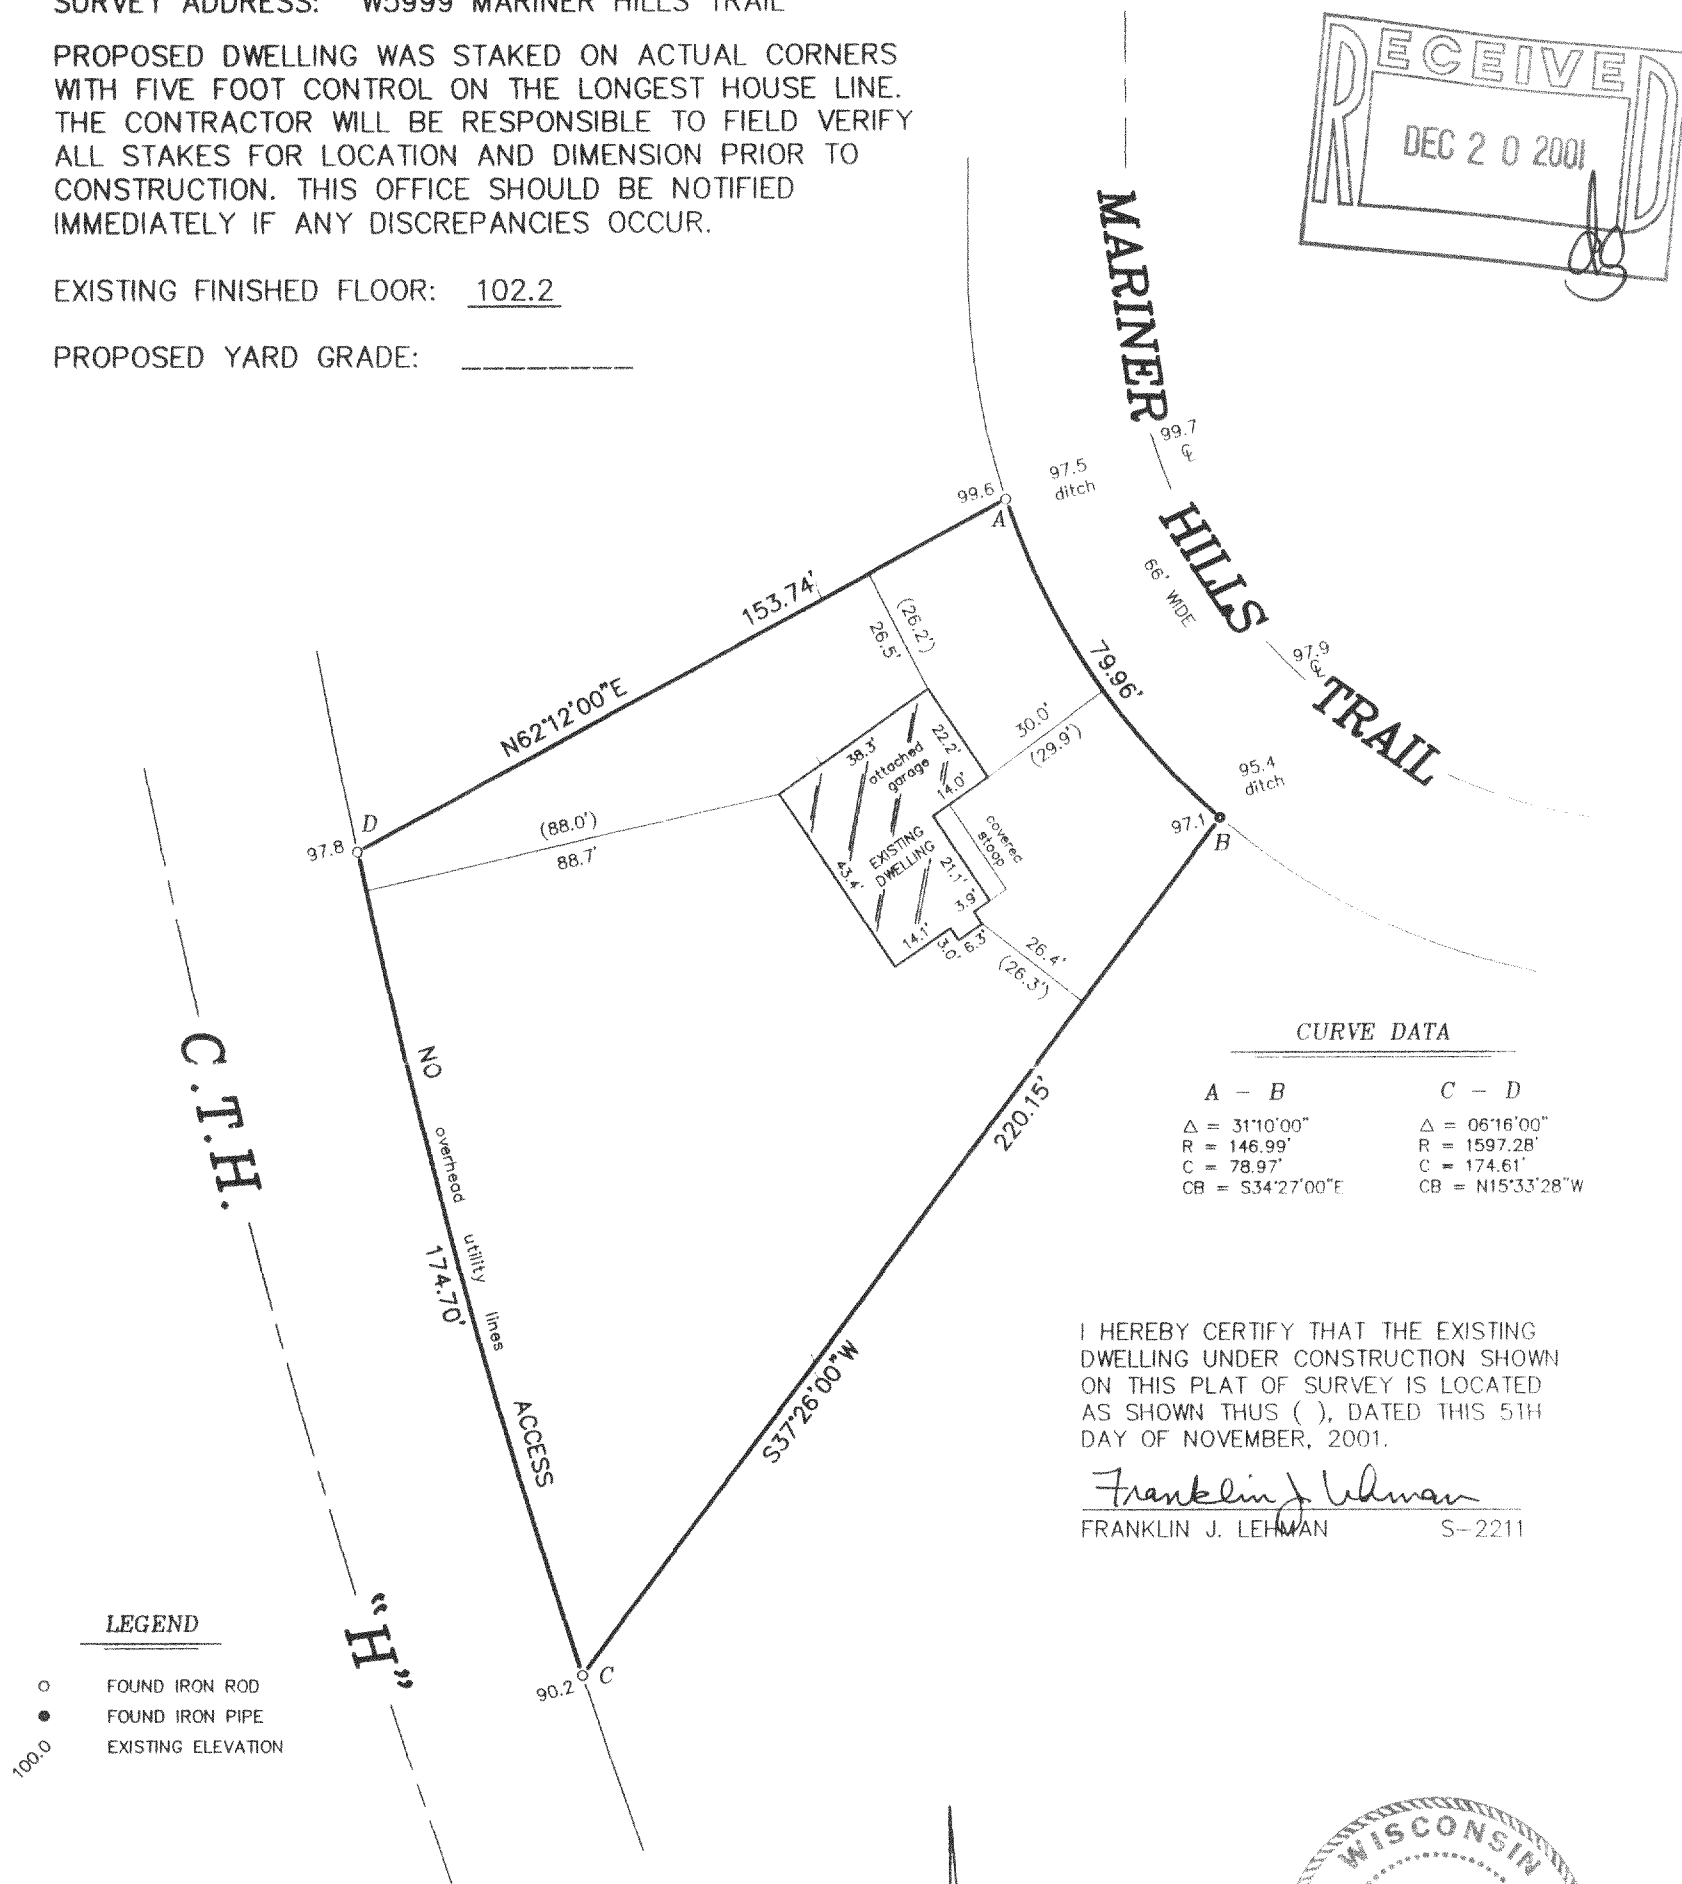 SURVEY ADDRESS: W5999 MARINER HILLS TRAIL
PROPOSED DWELLING WAS STAKED ON ACTUAL CORNERS
WITH FIVE FOOT CONTROL ON THE LONGEST HOUSE LINE.
THE CONTRACTOR WILL BE RESPONSIBLE TO FIELD VERIFY
ALL STAKES FOR LOCATION AND DIMENSION PRIOR TO
CONSTRUCTION. THIS OFFICE SHOULD BE NOTIFIED
IMMEDIATELY IF ANY DISCREPANCIES OCCUR.
EXISTING FINISHED FLOOR: 102.2
PROPOSED YARD GRADE: ________
RECEIVED
DEC 20 2001
MARINER
HILLS
TRAIL
66' WIDE
99.7
℄
97.5
ditch
99.6
A
97.9
℄
95.4
ditch
97.1
B
153.74'
N62°12'00"E
79.96'
(26.2')
26.5'
30.0'
(29.9')
38.3'
22.2'
attached
garage
14.0'
covered
stoop
EXISTING
DWELLING
43.4'
21.1'
3.9'
14.1'
3.0'
6.3'
26.4'
(26.3')
D
97.8
(88.0')
88.7'
NO
overhead
utility
lines
ACCESS
174.70'
C.T.H.
"H"
220.15'
S37°26'00"W
90.2
C
CURVE DATA
A - B
Δ = 31°10'00"
R = 146.99'
C = 78.97'
CB = S34°27'00"E
C - D
Δ = 06°16'00"
R = 1597.28'
C = 174.61'
CB = N15°33'28"W
I HEREBY CERTIFY THAT THE EXISTING
DWELLING UNDER CONSTRUCTION SHOWN
ON THIS PLAT OF SURVEY IS LOCATED
AS SHOWN THUS ( ), DATED THIS 5TH
DAY OF NOVEMBER, 2001.
Franklin J. Lehman
FRANKLIN J. LEHMAN S-2211
LEGEND
FOUND IRON ROD
FOUND IRON PIPE
100.0 EXISTING ELEVATION
WISCONSIN